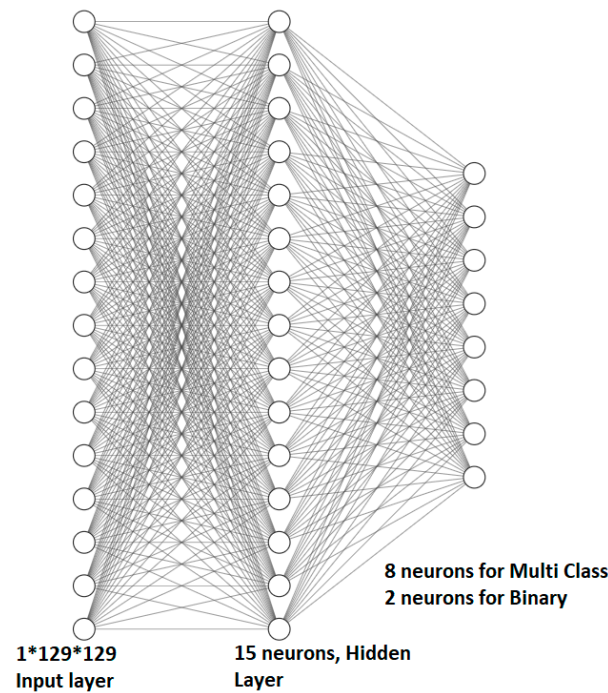 8 neurons for Multi Class
2 neurons for Binary
1*129*129
Input layer
15 neurons, Hidden
Layer